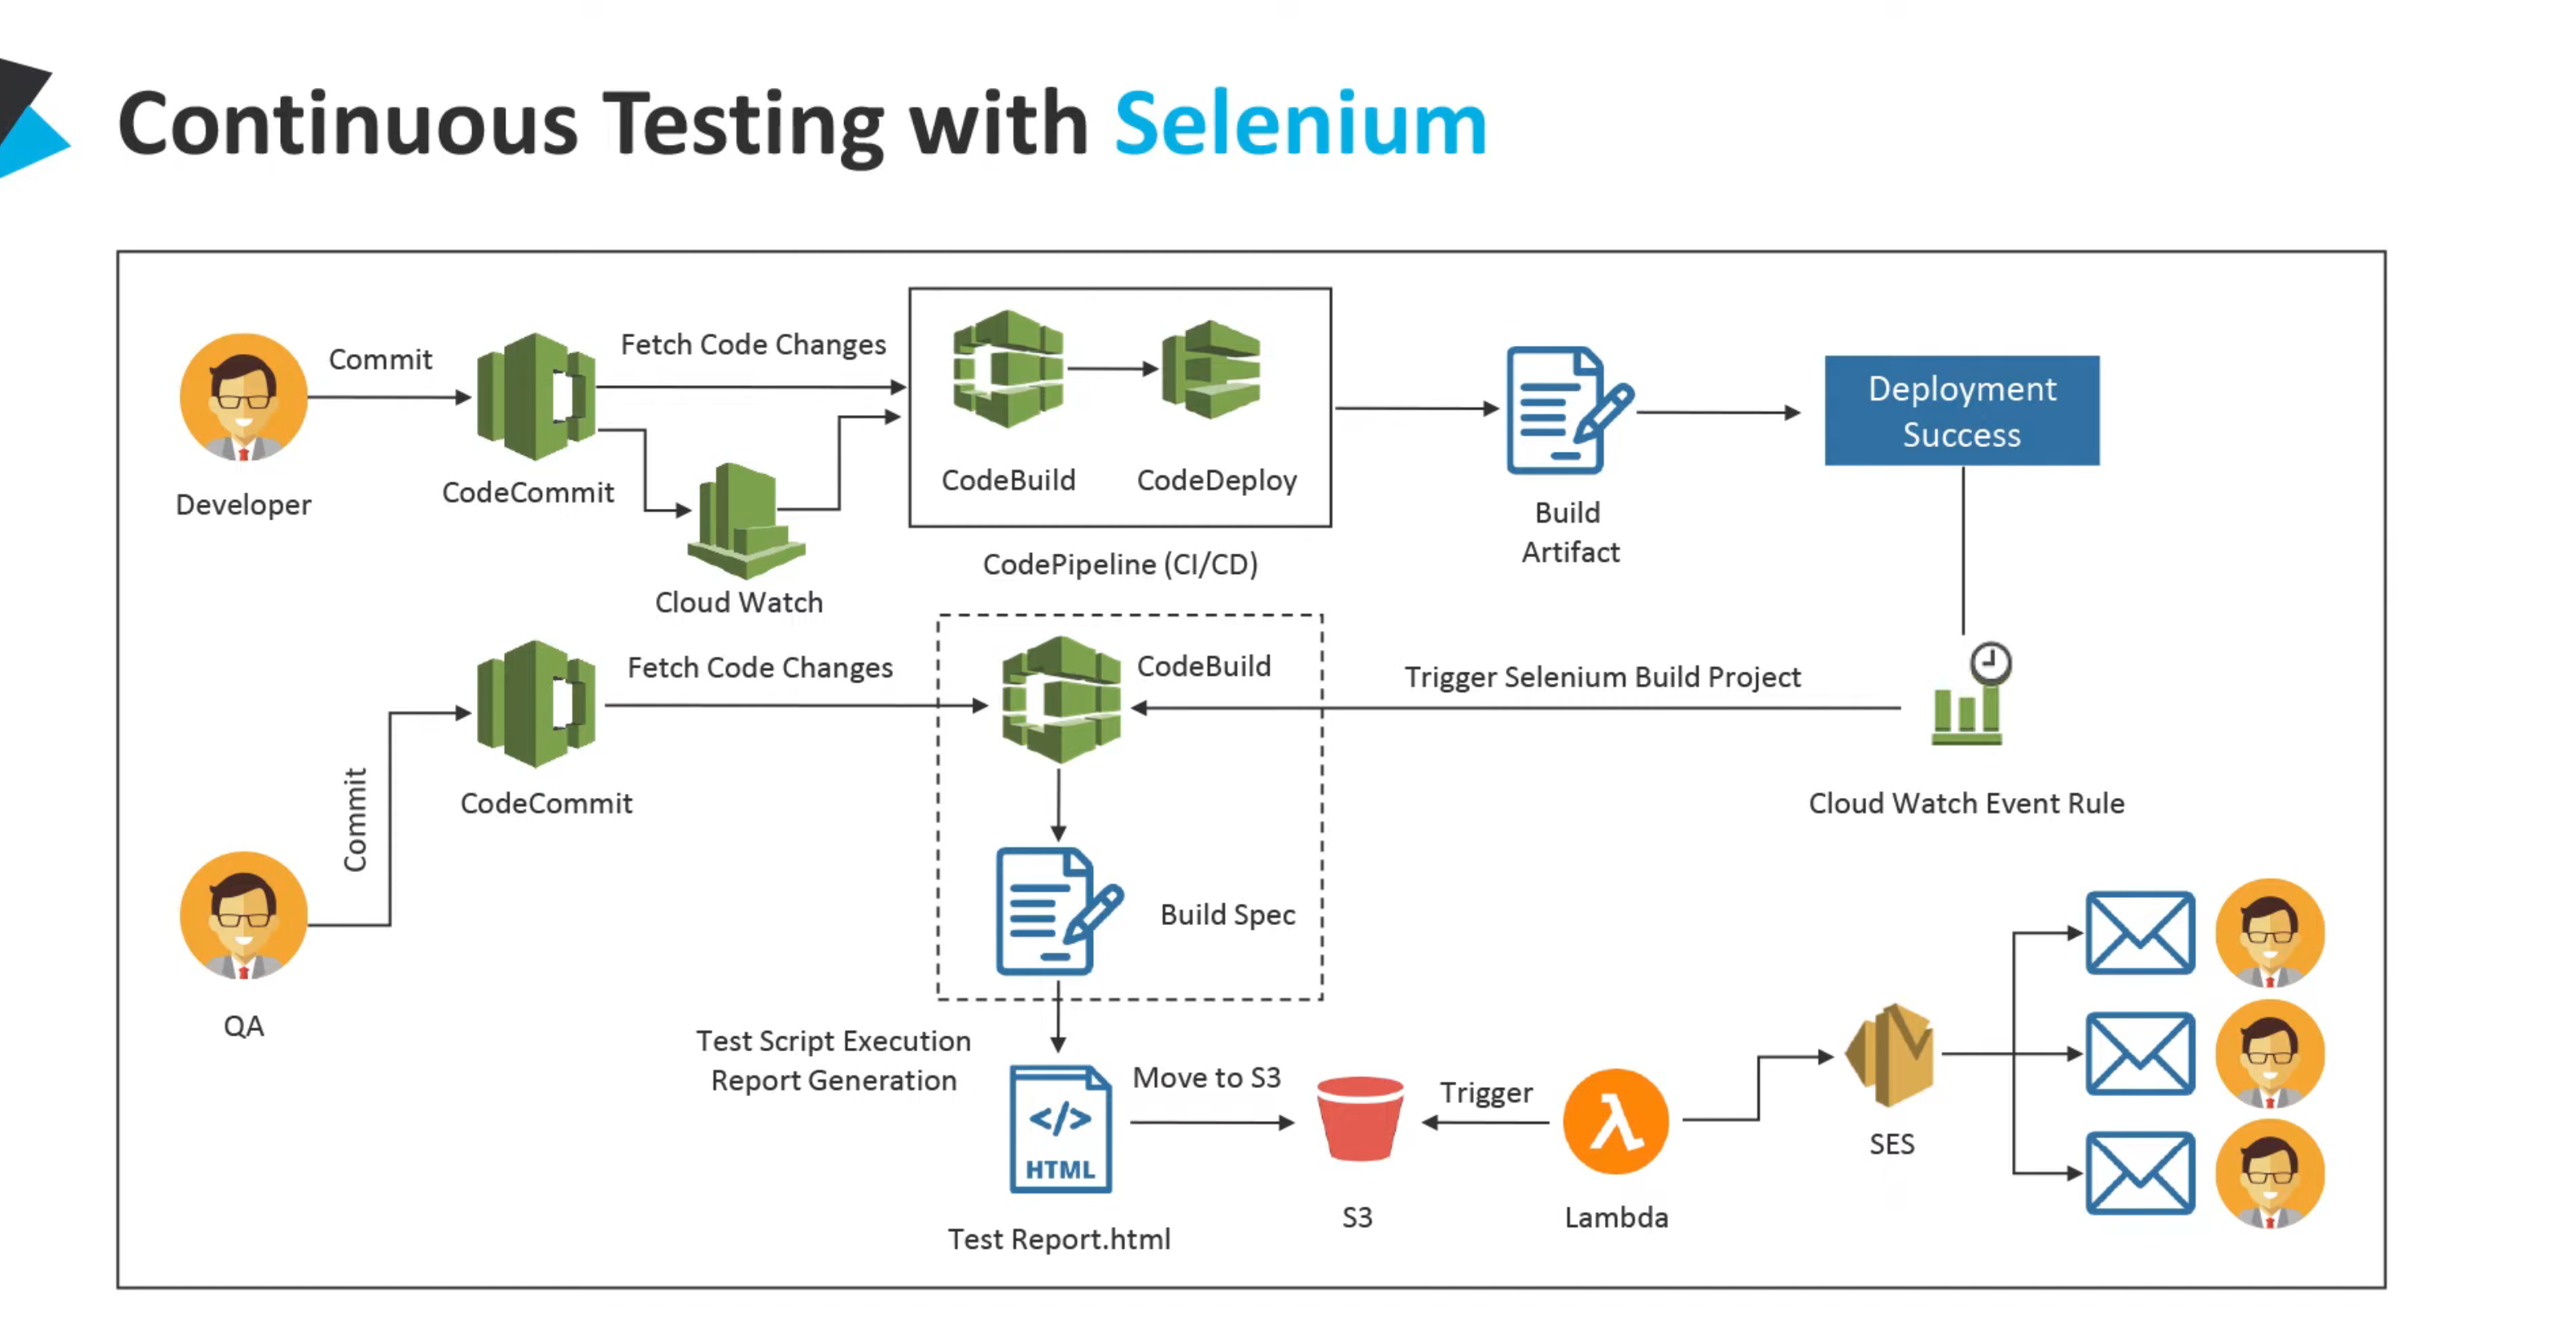 Continuous Testing with Selenium
Commit
Fetch Code Changes
Developer
CodeCommit
Cloud Watch
CodeBuild
CodeDeploy
CodePipeline (CI/CD)
Build
Artifact
Deployment
Success
Commit
QA
CodeCommit
Fetch Code Changes
CodeBuild
Trigger Selenium Build Project
Cloud Watch Event Rule
Build Spec
Test Script Execution
Report Generation
</>
HTML
Test Report.html
Move to S3
S3
Trigger
λ
Lambda
SES